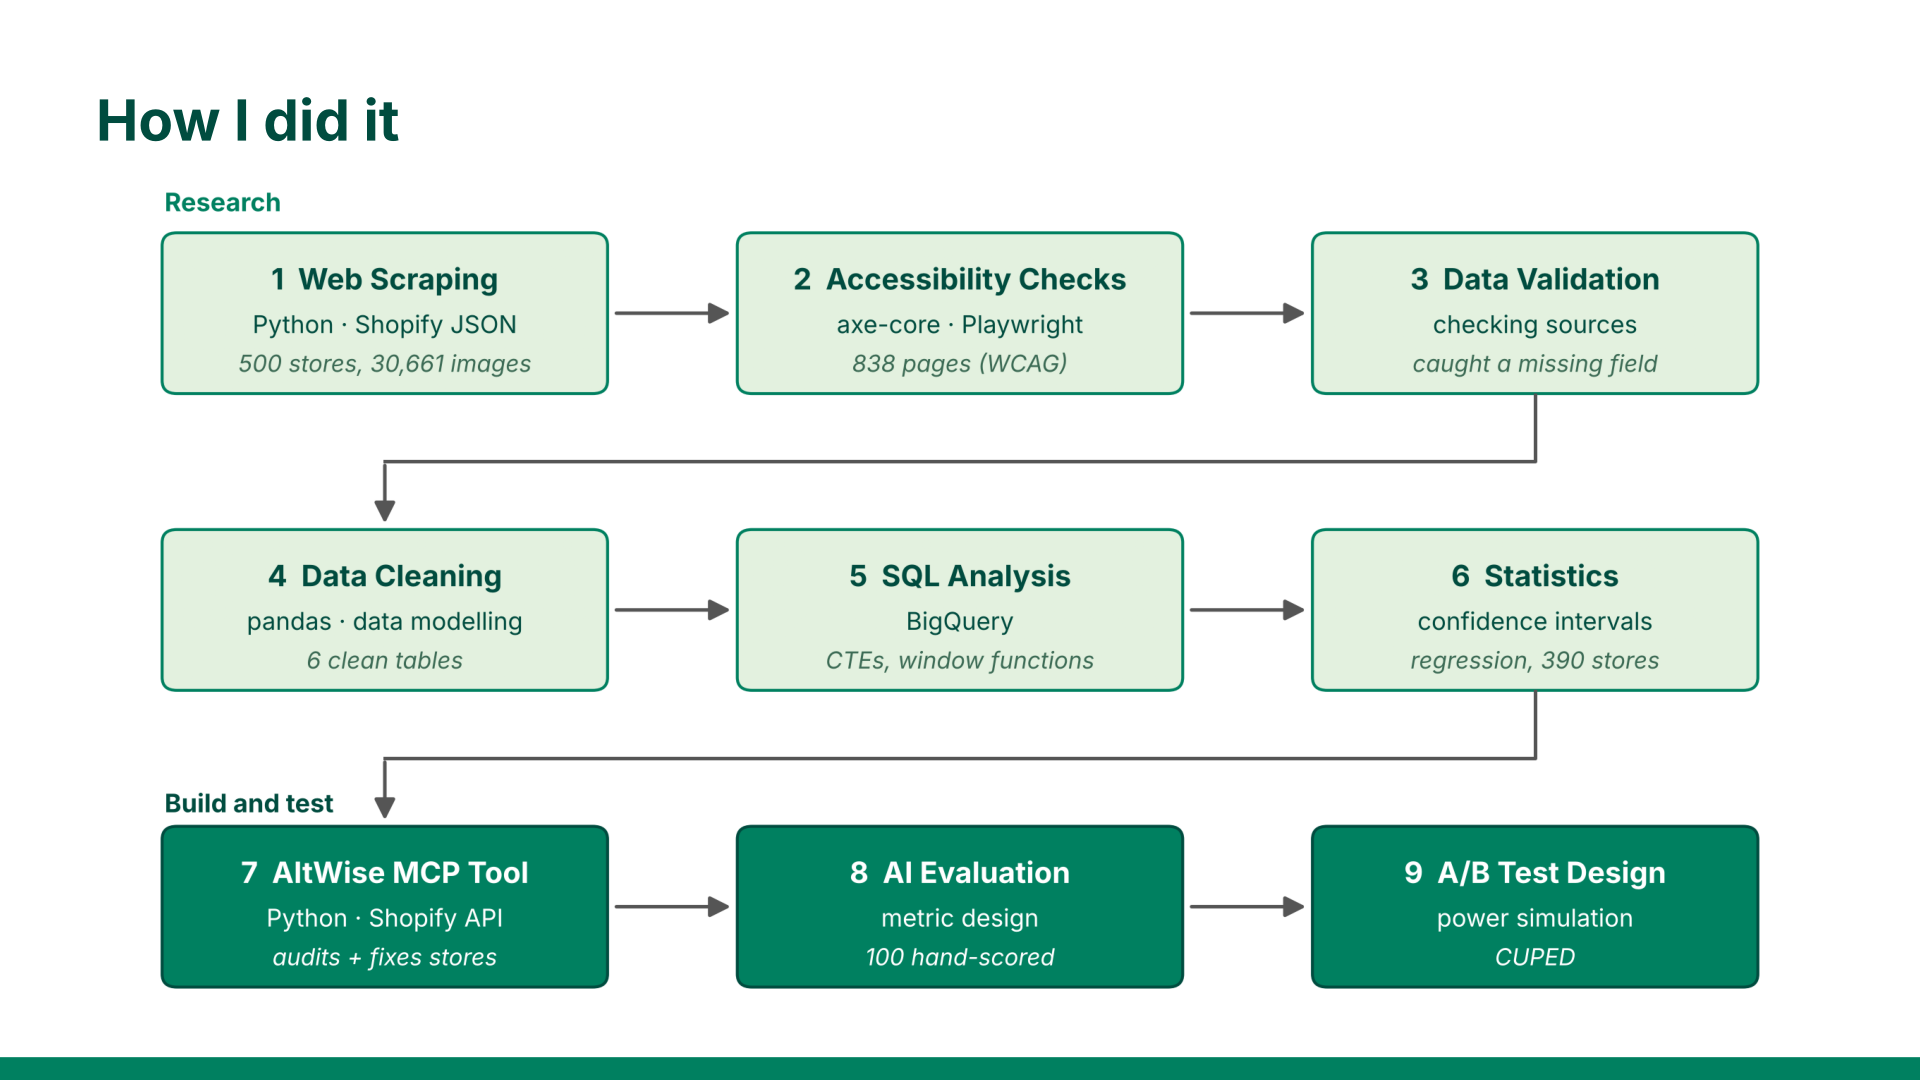 How I did it
Research
1 Web Scraping
Python · Shopify JSON
500 stores, 30,661 images
2 Accessibility Checks
axe-core · Playwright
838 pages (WCAG)
3 Data Validation
checking sources
caught a missing field
4 Data Cleaning
pandas · data modelling
6 clean tables
5 SQL Analysis
BigQuery
CTEs, window functions
6 Statistics
confidence intervals
regression, 390 stores
Build and test
7 AltWise MCP Tool
Python · Shopify API
audits + fixes stores
8 AI Evaluation
metric design
100 hand-scored
9 A/B Test Design
power simulation
CUPED